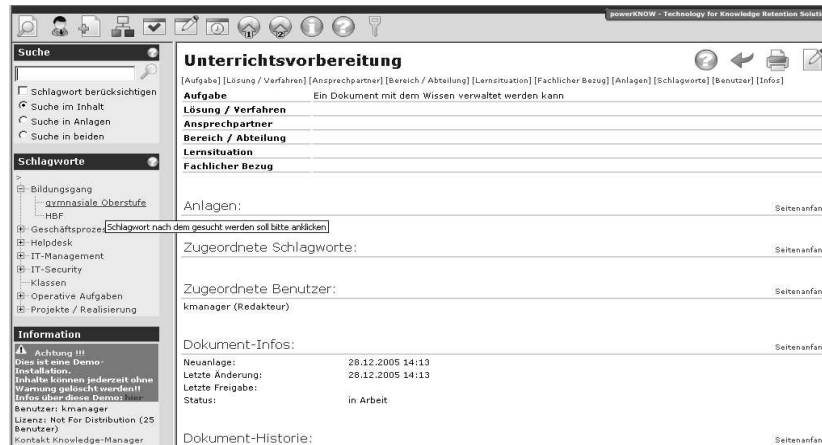 powerKNOW - Technology for Knowledge Retention Soluti
Suche
Schlagwort berücksichtigen
Suche im Inhalt
Suche in Anlagen
Suche in beiden
Schlagworte
>
Bildungsgang
gymnasiale Oberstufe
HBF
Geschäftsprozes
Schlagwort nach dem gesucht werden soll bitte anklicken
Helpdesk
IT-Management
IT-Security
Klassen
Operative Aufgaben
Projekte / Realisierung
Information
Achtung !!!
Dies ist eine Demo-
Installation.
Inhalte können jederzeit ohne
Warnung gelöscht werden!!
Infos über diese Demo: hier
Benutzer: kmanager
Lizenz: Not For Distribution (25
Benutzer)
Kontakt Knowledge-Manager
Unterrichtsvorbereitung
[Aufgabe] [Lösung / Verfahren] [Ansprechpartner] [Bereich / Abteilung] [Lernsituation] [Fachlicher Bezug] [Anlagen] [Schlagworte] [Benutzer] [Infos]
Aufgabe Ein Dokument mit dem Wissen verwaltet werden kann
Lösung / Verfahren
Ansprechpartner
Bereich / Abteilung
Lernsituation
Fachlicher Bezug
Anlagen: Seitenanfan
Zugeordnete Schlagworte: Seitenanfan
Zugeordnete Benutzer: Seitenanfan
kmanager (Redakteur)
Dokument-Infos: Seitenanfan
Neuanlage: 28.12.2005 14:13
Letzte Änderung: 28.12.2005 14:13
Letzte Freigabe:
Status: in Arbeit
Dokument-Historie: Seitenanfan